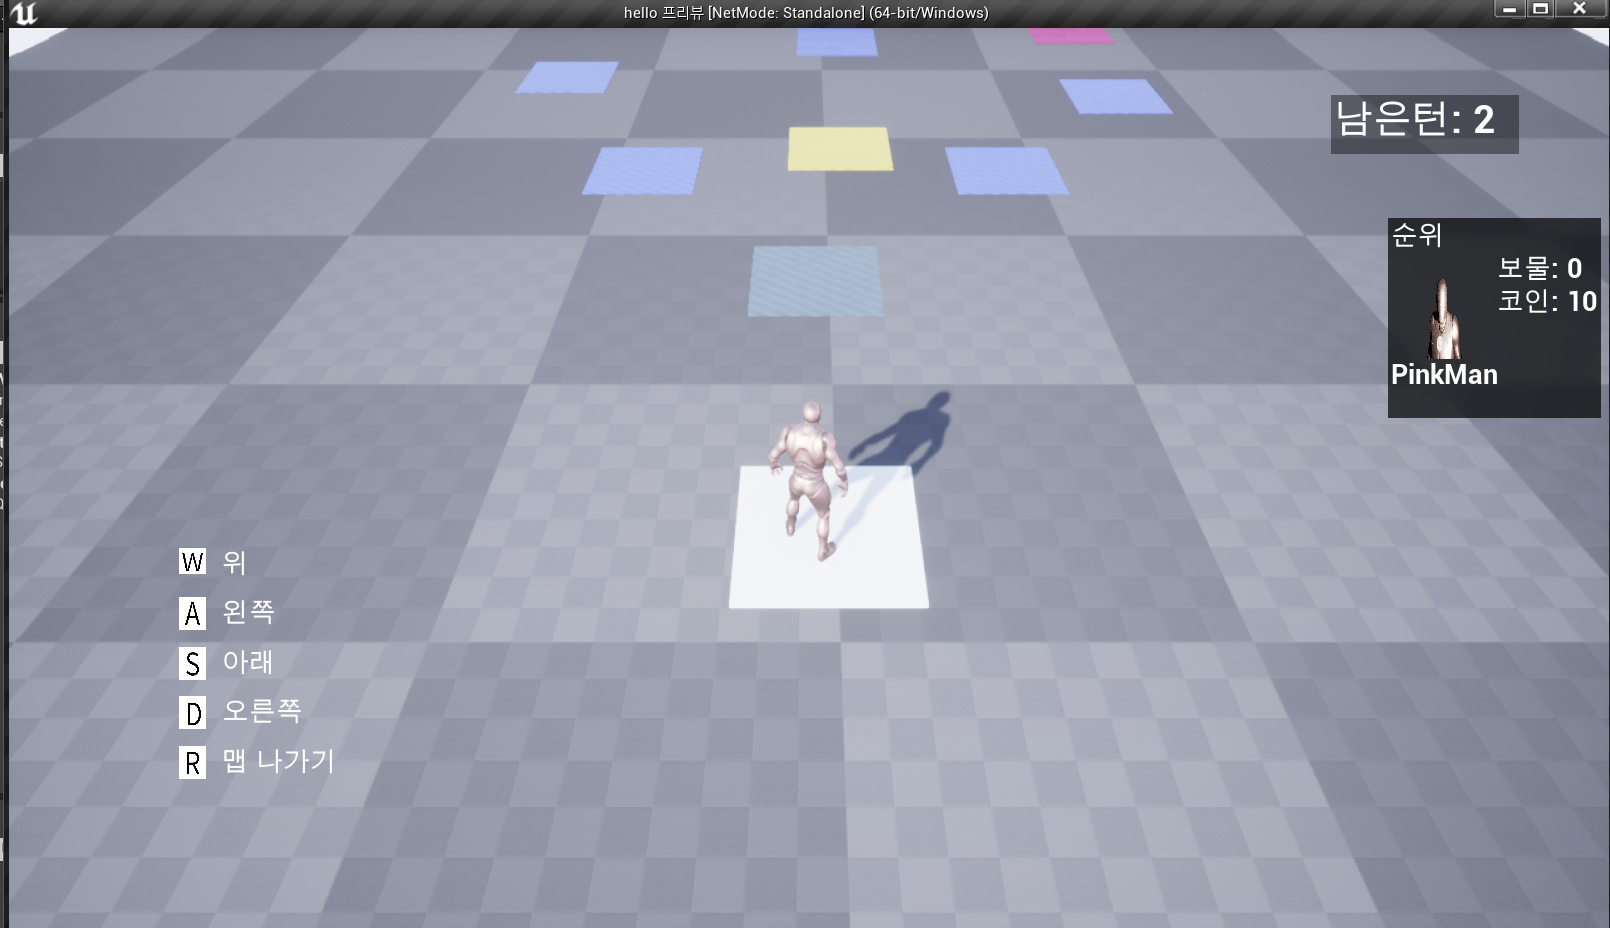 hello 프리뷰 [NetMode: Standalone] (64-bit/Windows)
남은턴: 2
순위
보물: 0
코인: 10
PinkMan
W 위
A 왼쪽
S 아래
D 오른쪽
R 맵 나가기